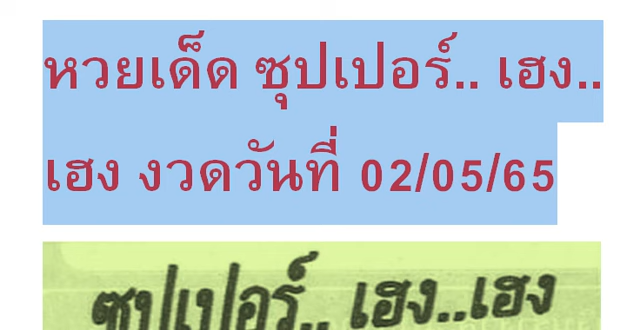 หวยเด็ด ซุปเปอร์.. เฮง..
เฮง งวดวันที่ 02/05/65
ซุปเปอร์.. เฮง..เฮง